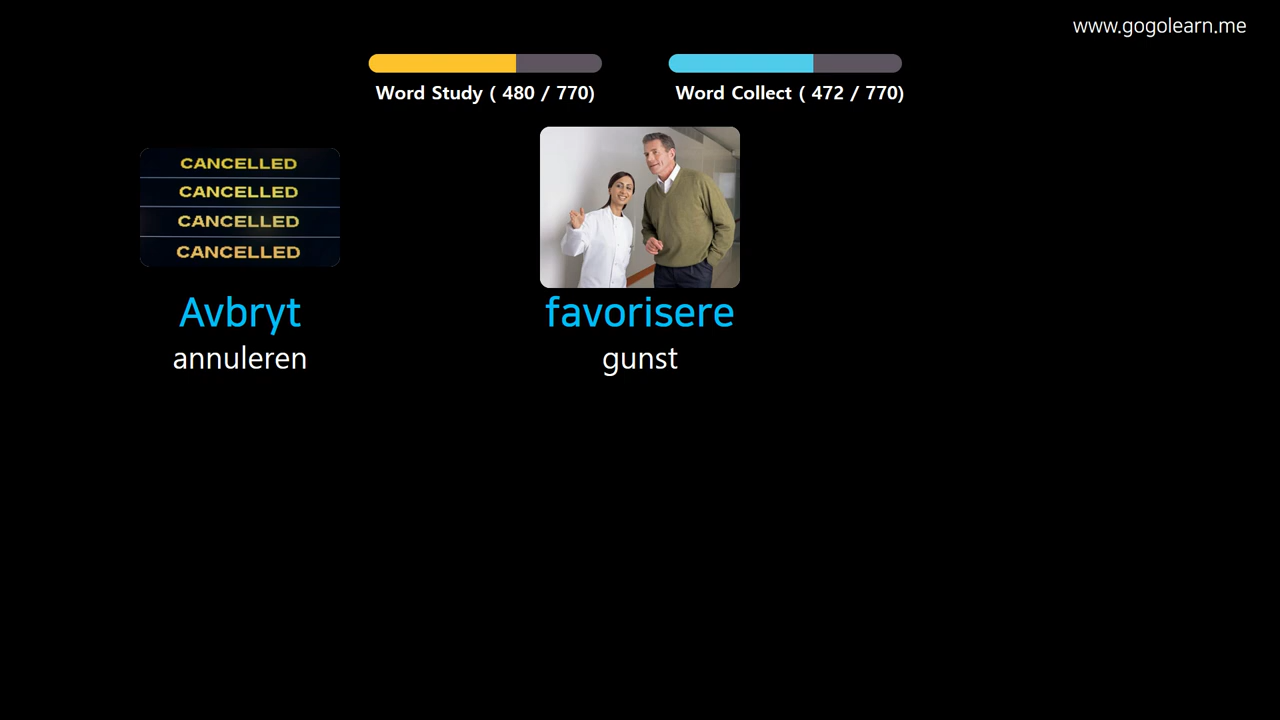 www.gogolearn.me
Word Study ( 480 / 770)
Word Collect ( 472 / 770)
CANCELLED
CANCELLED
CANCELLED
CANCELLED
Avbryt
annuleren
favorisere
gunst